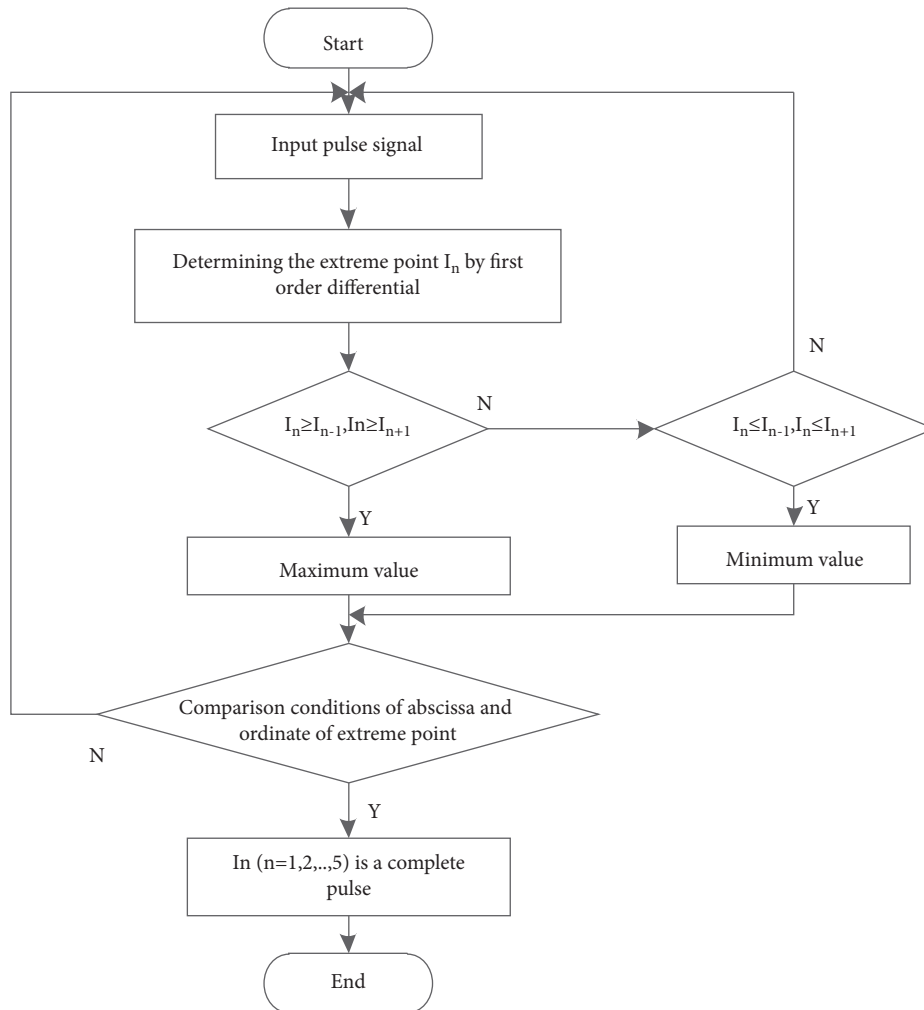 Start
Input pulse signal
Determining the extreme point Iₙ by first
order differential
N
Iₙ≥Iₙ₋₁,In≥Iₙ₊₁
N
Iₙ≤Iₙ₋₁,Iₙ≤Iₙ₊₁
Y
Y
Maximum value
Minimum value
Comparison conditions of abscissa and
ordinate of extreme point
N
Y
In (n=1,2,..,5) is a complete
pulse
End